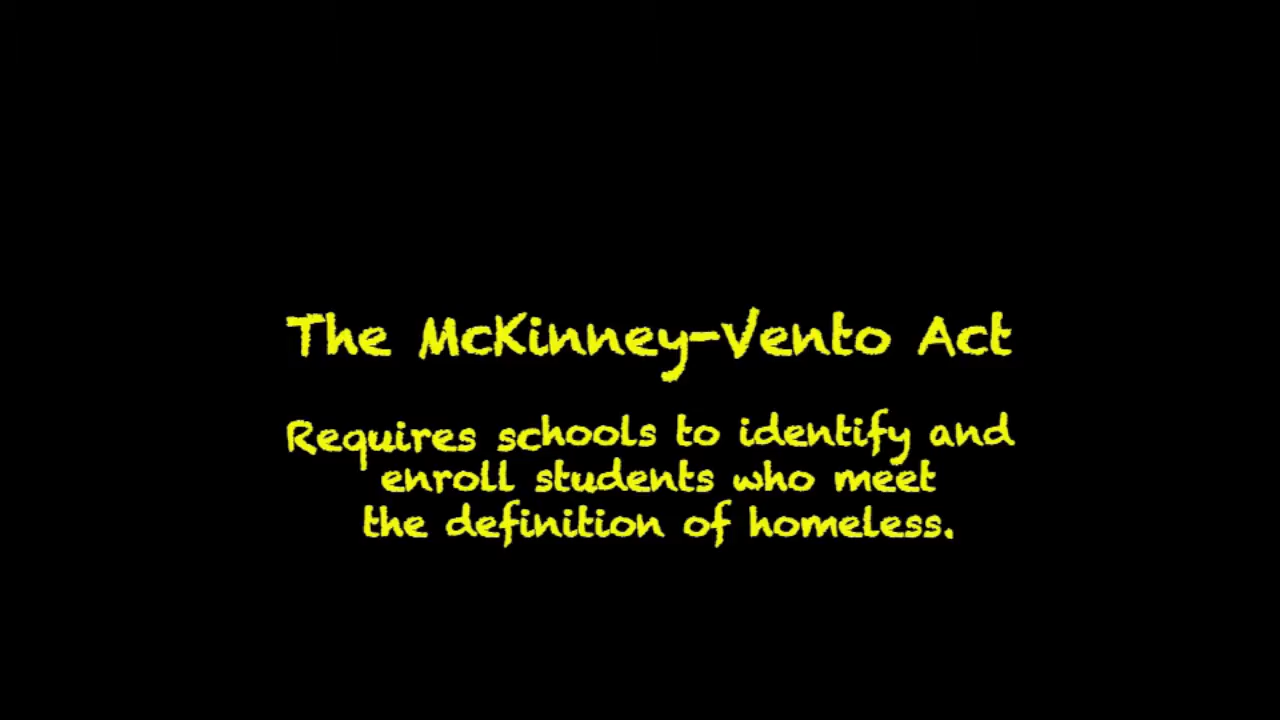 The McKinney-Vento Act
Requires schools to identify and
enroll students who meet
the definition of homeless.